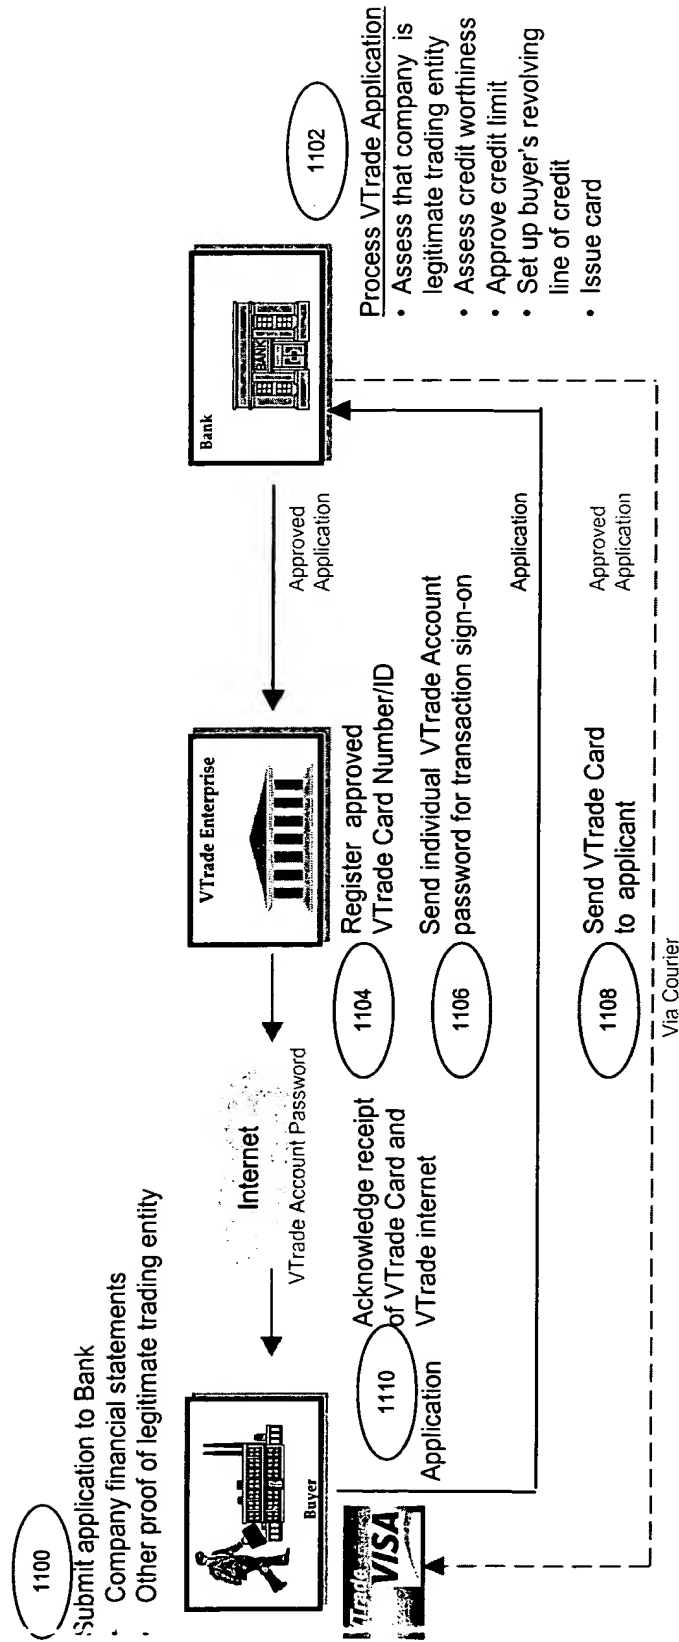 1100
Submit application to Bank
• Company financial statements
• Other proof of legitimate trading entity
Buyer
Internet
VTrade Account Password
VTrade Enterprise
Approved
Application
Bank
BANK
1102
Process VTrade Application
• Assess that company is
legitimate trading entity
• Assess credit worthiness
• Approve credit limit
• Set up buyer's revolving
line of credit
• Issue card
1110
Acknowledge receipt
of VTrade Card and
VTrade internet
Application
1104
Register approved
VTrade Card Number/ID
1106
Send individual VTrade Account
password for transaction sign-on
Application
Trade
VISA
1108
Send VTrade Card
to applicant
Approved
Application
Via Courier